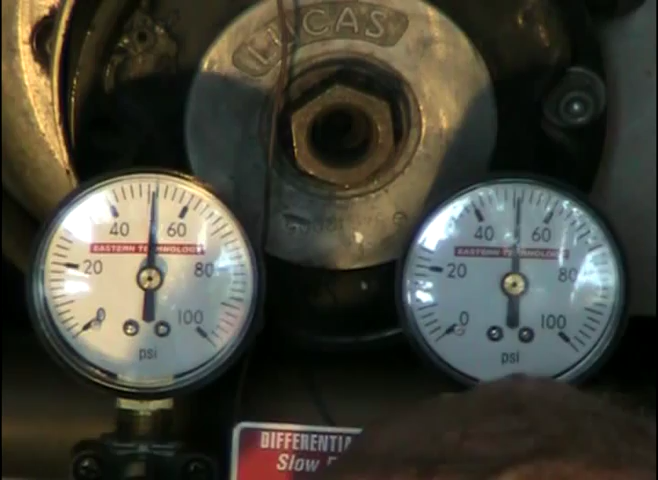 LUCAS
40 60
EASTERN TECHNOLOGY
20 80
0 100
psi
40 60
EASTERN TECHNOLOGY
20 80
0 100
psi
DIFFERENTIA
Slow